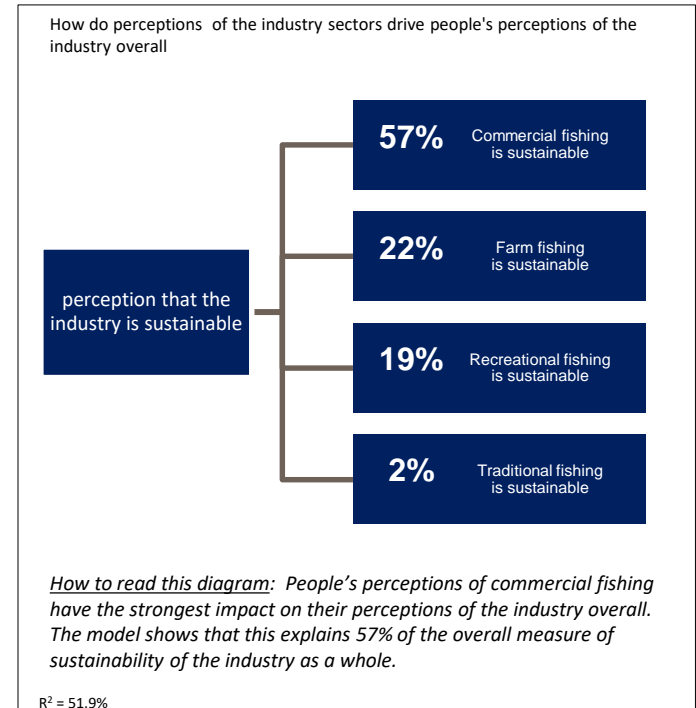 How do perceptions of the industry sectors drive people's perceptions of the
industry overall
57%
Commercial fishing
is sustainable
22%
Farm fishing
is sustainable
perception that the
industry is sustainable
19%
Recreational fishing
is sustainable
2%
Traditional fishing
is sustainable
How to read this diagram: People’s perceptions of commercial fishing
have the strongest impact on their perceptions of the industry overall.
The model shows that this explains 57% of the overall measure of
sustainability of the industry as a whole.
R² = 51.9%